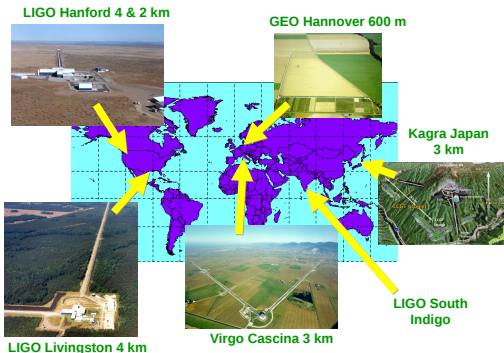 LIGO Hanford 4 & 2 km
GEO Hannover 600 m
Kagra Japan
3 km
LIGO South
Indigo
Virgo Cascina 3 km
LIGO Livingston 4 km